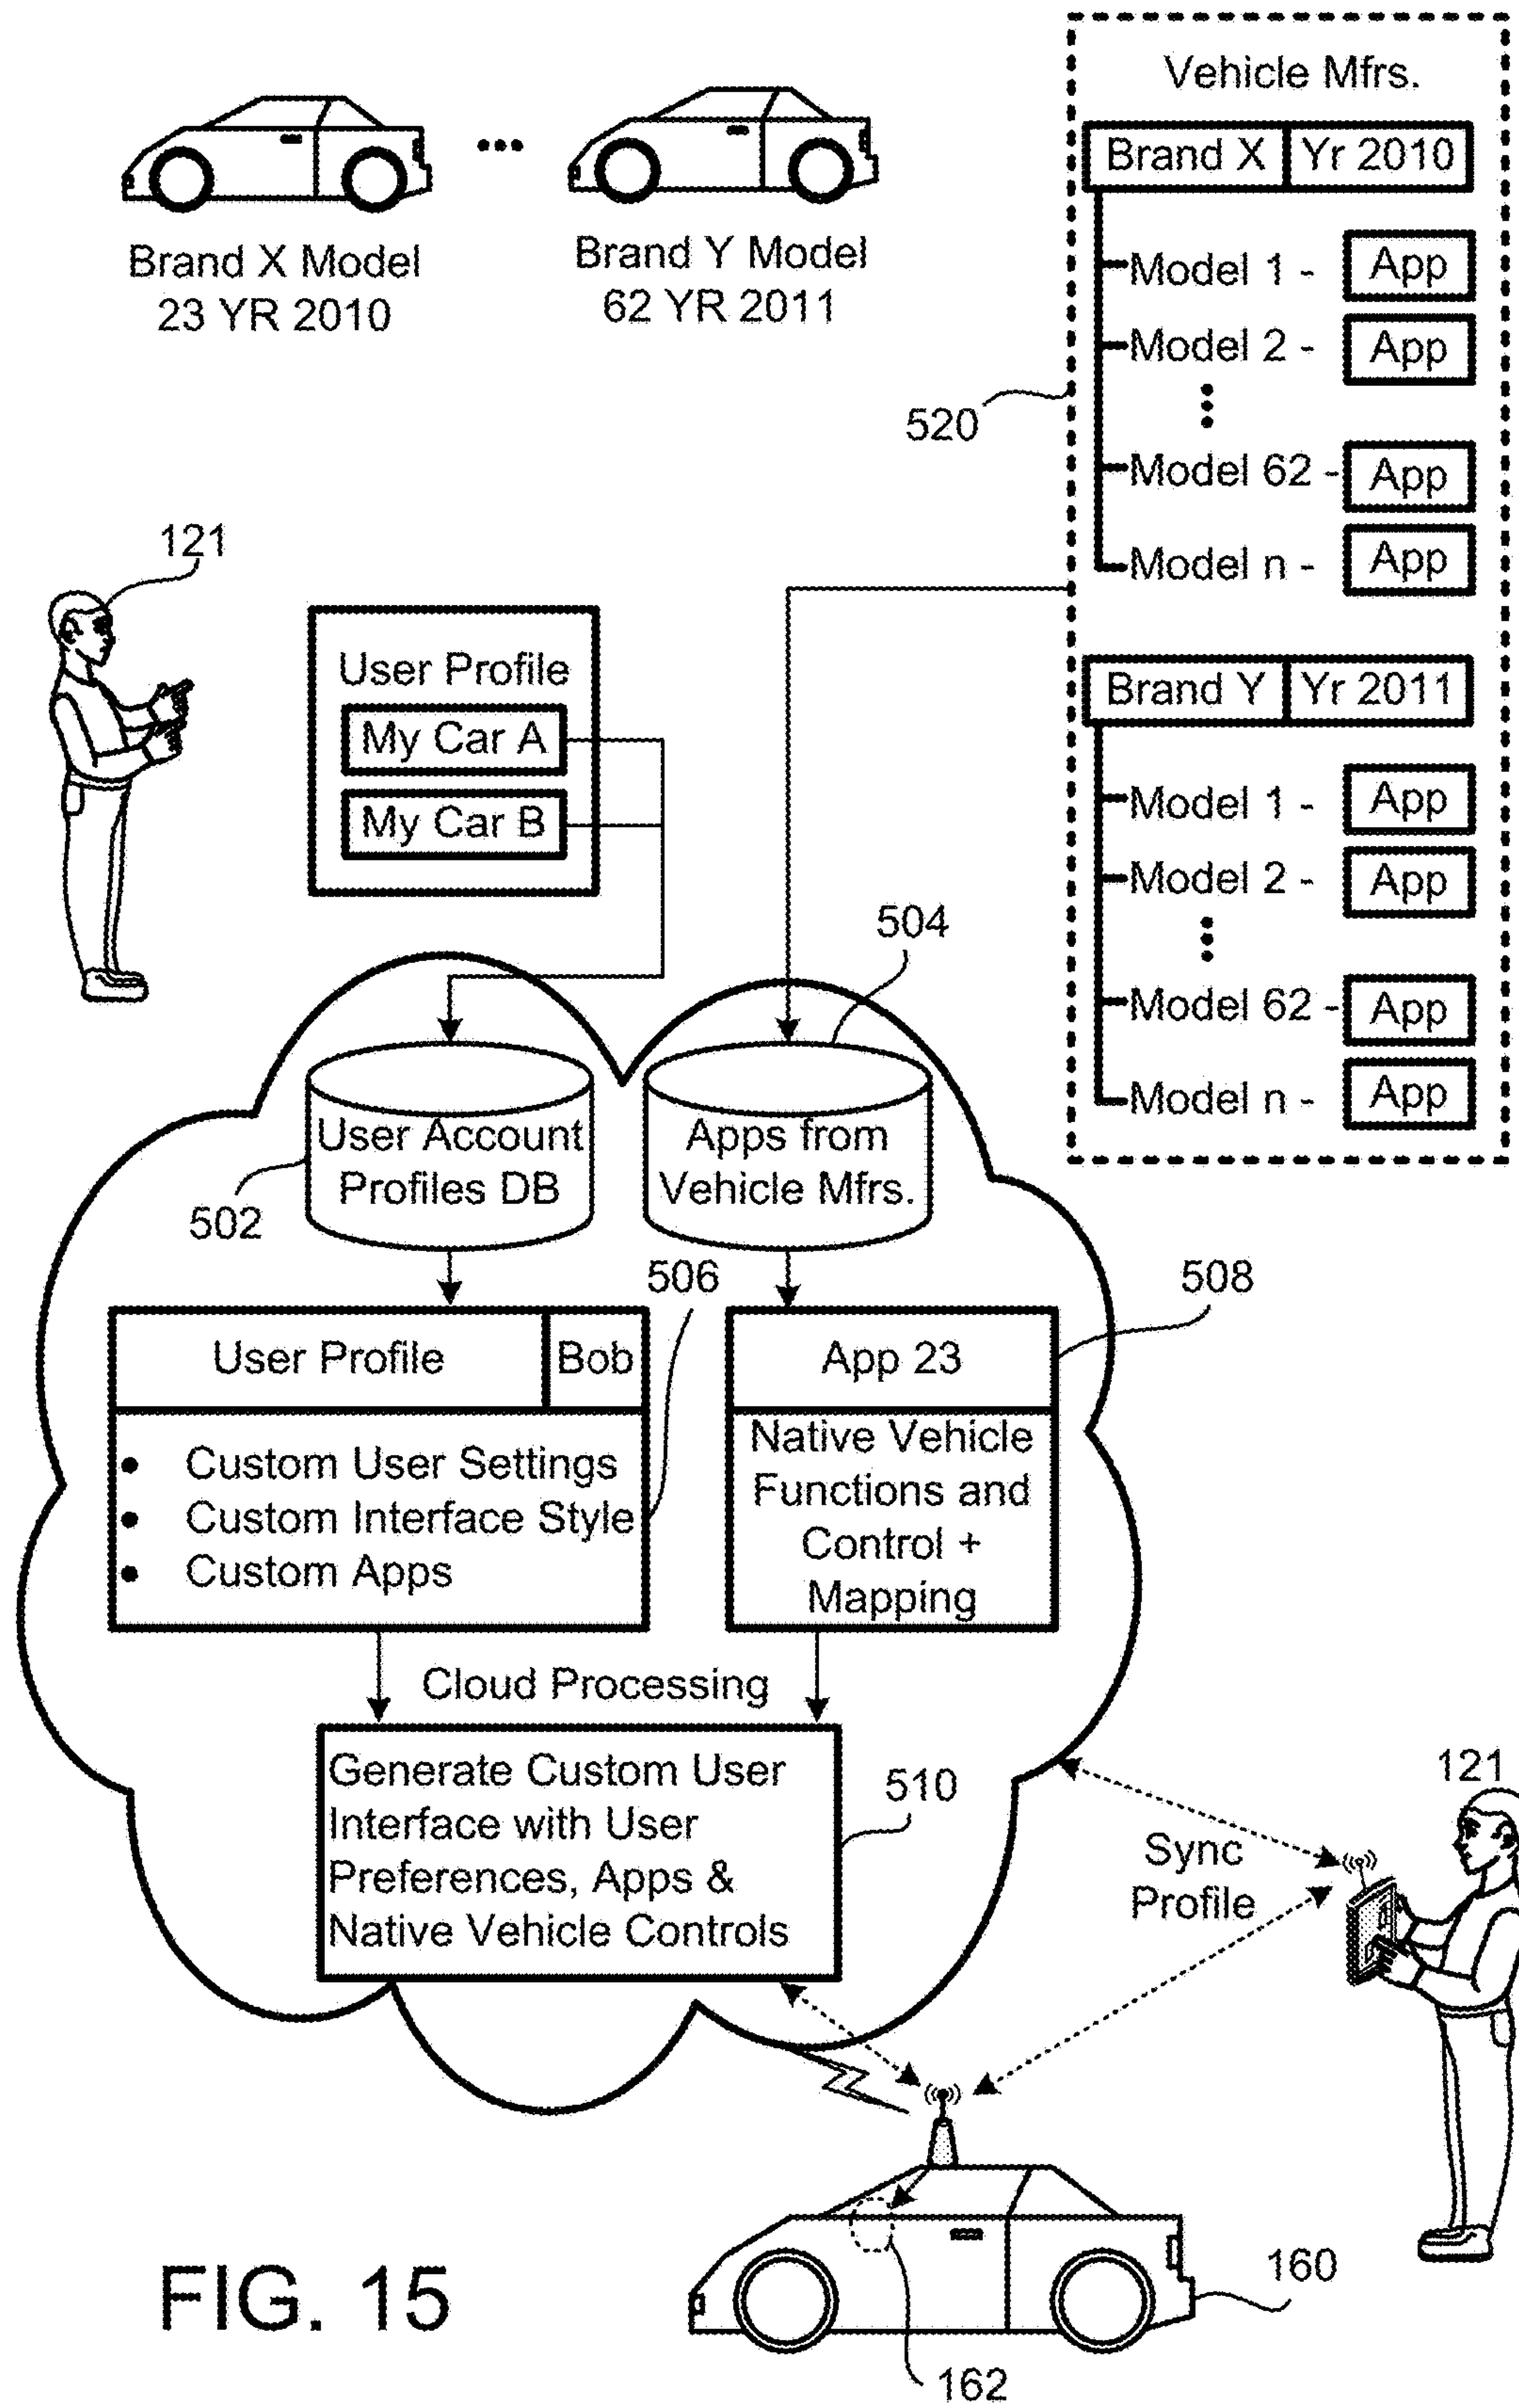 Vehicle Mfrs.
Brand X Yr 2010
Model 1 - App
Model 2 - App
Model 62 - App
Model n - App
Brand Y Yr 2011
Model 1 - App
Model 2 - App
Model 62 - App
Model n - App
520
Brand X Model
23 YR 2010
Brand Y Model
62 YR 2011
121
User Profile
My Car A
My Car B
504
User Account
Profiles DB
502
Apps from
Vehicle Mfrs.
506
508
User Profile Bob
• Custom User Settings
• Custom Interface Style
• Custom Apps
App 23
Native Vehicle
Functions and
Control +
Mapping
Cloud Processing
Generate Custom User
Interface with User
Preferences, Apps &
Native Vehicle Controls
510
Sync
Profile
121
160
162
FIG. 15